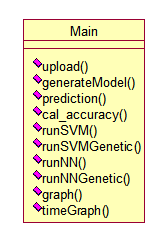 Main
upload()
generateModel()
prediction()
cal_accuracy()
runSVM()
runSVMGenetic()
runNN()
runNNGenetic()
graph()
timeGraph()